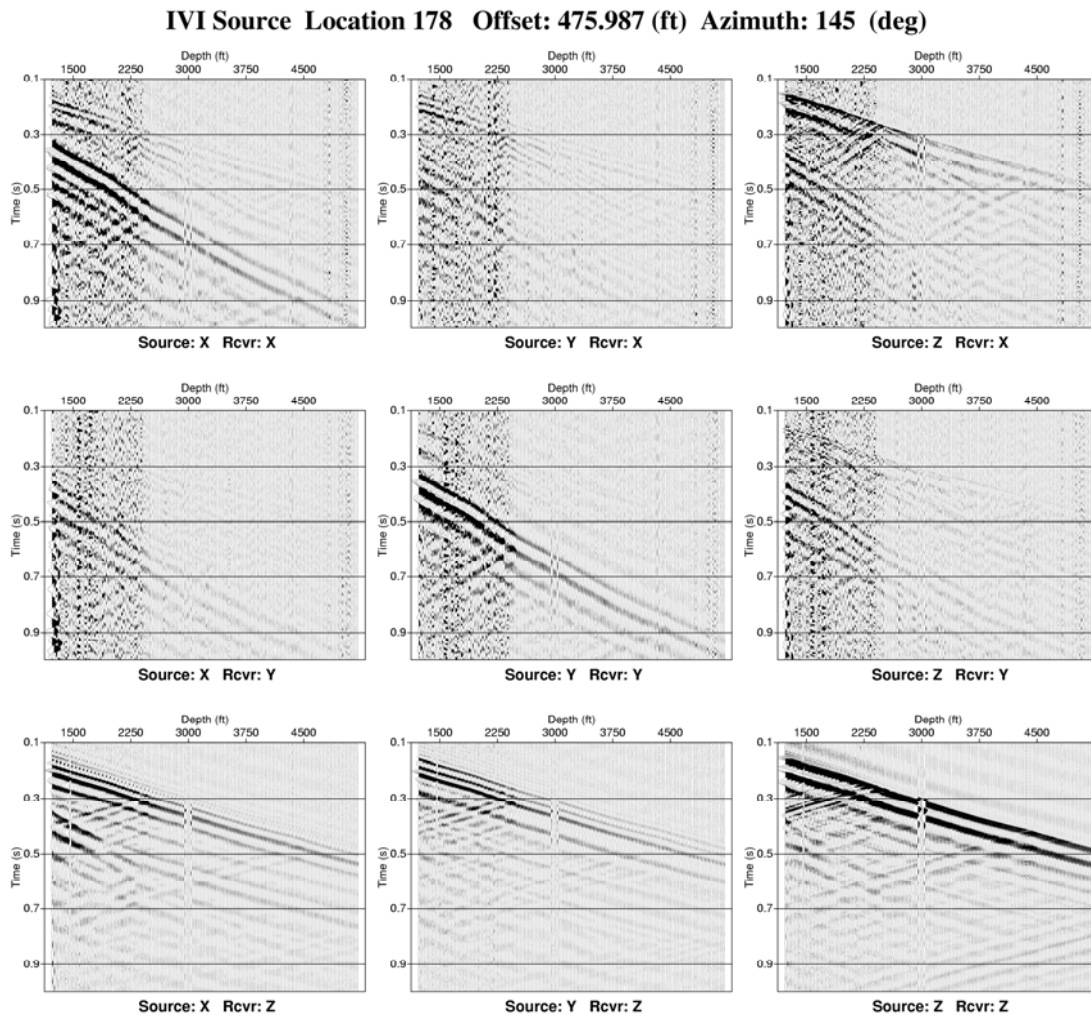 IVI Source Location 178 Offset: 475.987 (ft) Azimuth: 145 (deg)
Depth (ft) Depth (ft) Depth (ft)
1500 2250 3000 3750 4500 1500 2250 3000 3750 4500 1500 2250 3000 3750 4500
0.1 0.1 0.1
0.3 0.3 0.3
0.5 0.5 0.5
Time (s) Time (s) Time (s)
0.7 0.7 0.7
0.9 0.9 0.9
Source: X Rcvr: X Source: Y Rcvr: X Source: Z Rcvr: X
Depth (ft) Depth (ft) Depth (ft)
1500 2250 3000 3750 4500 1500 2250 3000 3750 4500 1500 2250 3000 3750 4500
0.1 0.1 0.1
0.3 0.3 0.3
0.5 0.5 0.5
Time (s) Time (s) Time (s)
0.7 0.7 0.7
0.9 0.9 0.9
Source: X Rcvr: Y Source: Y Rcvr: Y Source: Z Rcvr: Y
Depth (ft) Depth (ft) Depth (ft)
1500 2250 3000 3750 4500 1500 2250 3000 3750 4500 1500 2250 3000 3750 4500
0.1 0.1 0.1
0.3 0.3 0.3
0.5 0.5 0.5
Time (s) Time (s) Time (s)
0.7 0.7 0.7
0.9 0.9 0.9
Source: X Rcvr: Z Source: Y Rcvr: Z Source: Z Rcvr: Z